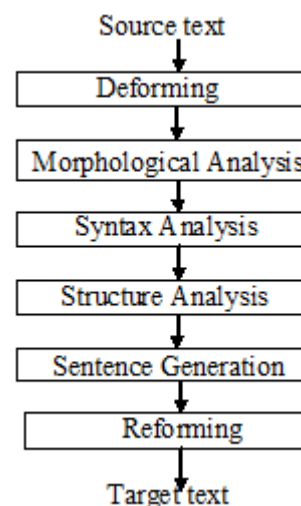 Source text
Deforming
Morphological Analysis
Syntax Analysis
Structure Analysis
Sentence Generation
Reforming
Target text